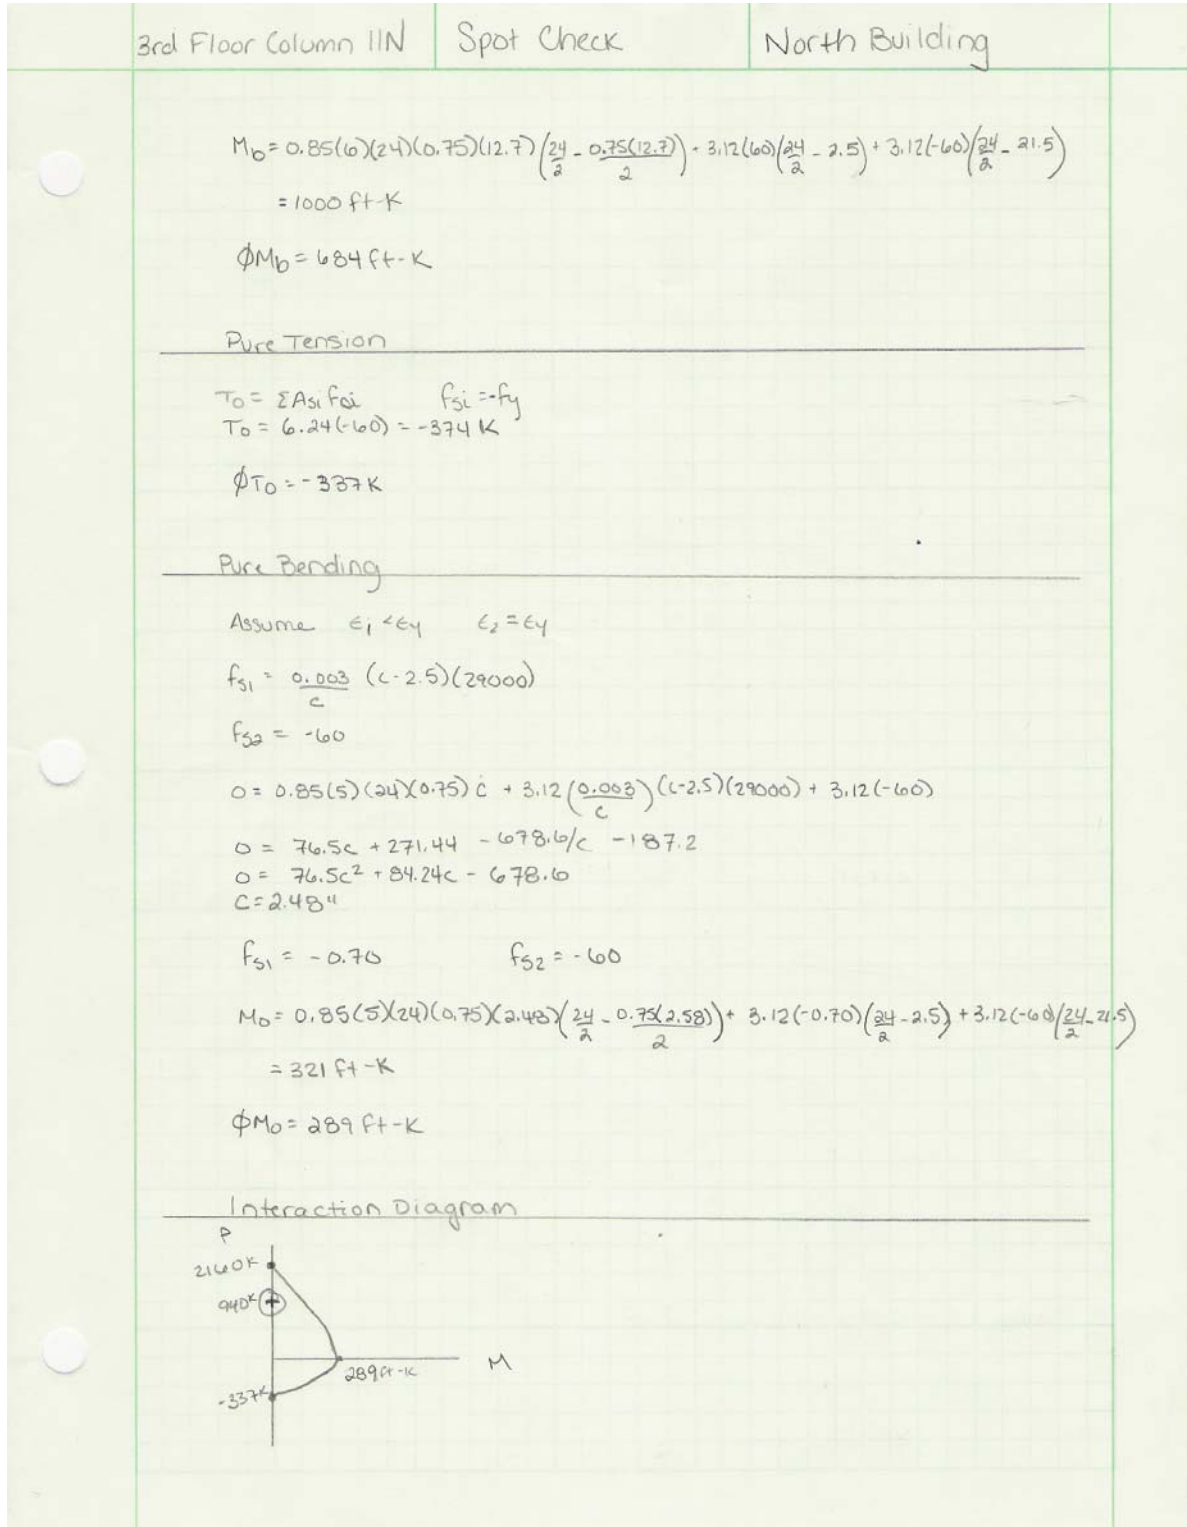 3rd Floor Column 11N Spot Check North Building
Mb = 0.85(6)(24)(0.75)(12.7)(24/2 - 0.75(12.7)/2) - 3.12(60)(24/2 - 2.5) + 3.12(-60)(24/2 - 21.5)
= 1000 ft-K
ϕMb = 684 ft-K
Pure Tension
To = ΣAsi fsi fsi = -fy
To = 6.24(-60) = -374 K
ϕTo = -337K
Pure Bending
Assume ε1 < εy ε2 = εy
fs1 = 0.003/c (c-2.5)(29000)
fs2 = -60
0 = 0.85(5)(24)(0.75)c + 3.12(0.003/c)(c-2.5)(29000) + 3.12(-60)
0 = 76.5c + 271.44 - 678.6/c - 187.2
0 = 76.5c² + 84.24c - 678.6
C = 2.48"
fs1 = -0.70 fs2 = -60
Mo = 0.85(5)(24)(0.75)(2.48)(24/2 - 0.75(2.58)/2) + 3.12(-0.70)(24/2 - 2.5) + 3.12(-60)(24/2 - 21.5)
= 321 ft-K
ϕMo = 289 ft-K
Interaction Diagram
P
2160K
940K
289ft-K M
-337K